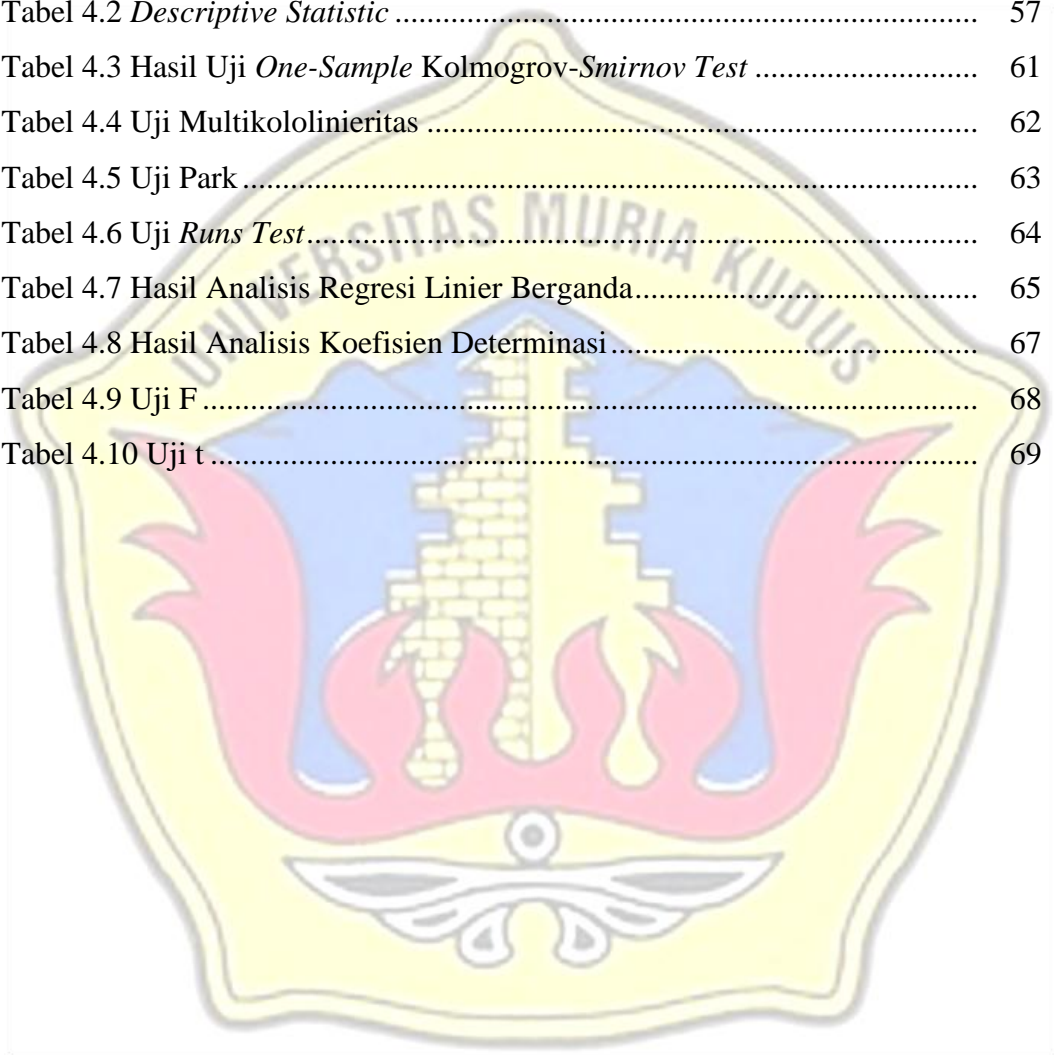 Tabel 4.2 Descriptive Statistic ........................................................................ 57
Tabel 4.3 Hasil Uji One-Sample Kolmogrov-Smirnov Test ........................... 61
Tabel 4.4 Uji Multikololinieritas .................................................................... 62
Tabel 4.5 Uji Park ........................................................................................... 63
Tabel 4.6 Uji Runs Test ................................................................................... 64
Tabel 4.7 Hasil Analisis Regresi Linier Berganda .......................................... 65
Tabel 4.8 Hasil Analisis Koefisien Determinasi ............................................. 67
Tabel 4.9 Uji F ................................................................................................ 68
Tabel 4.10 Uji t ............................................................................................... 69
UNIVERSITAS MURIA KUDUS